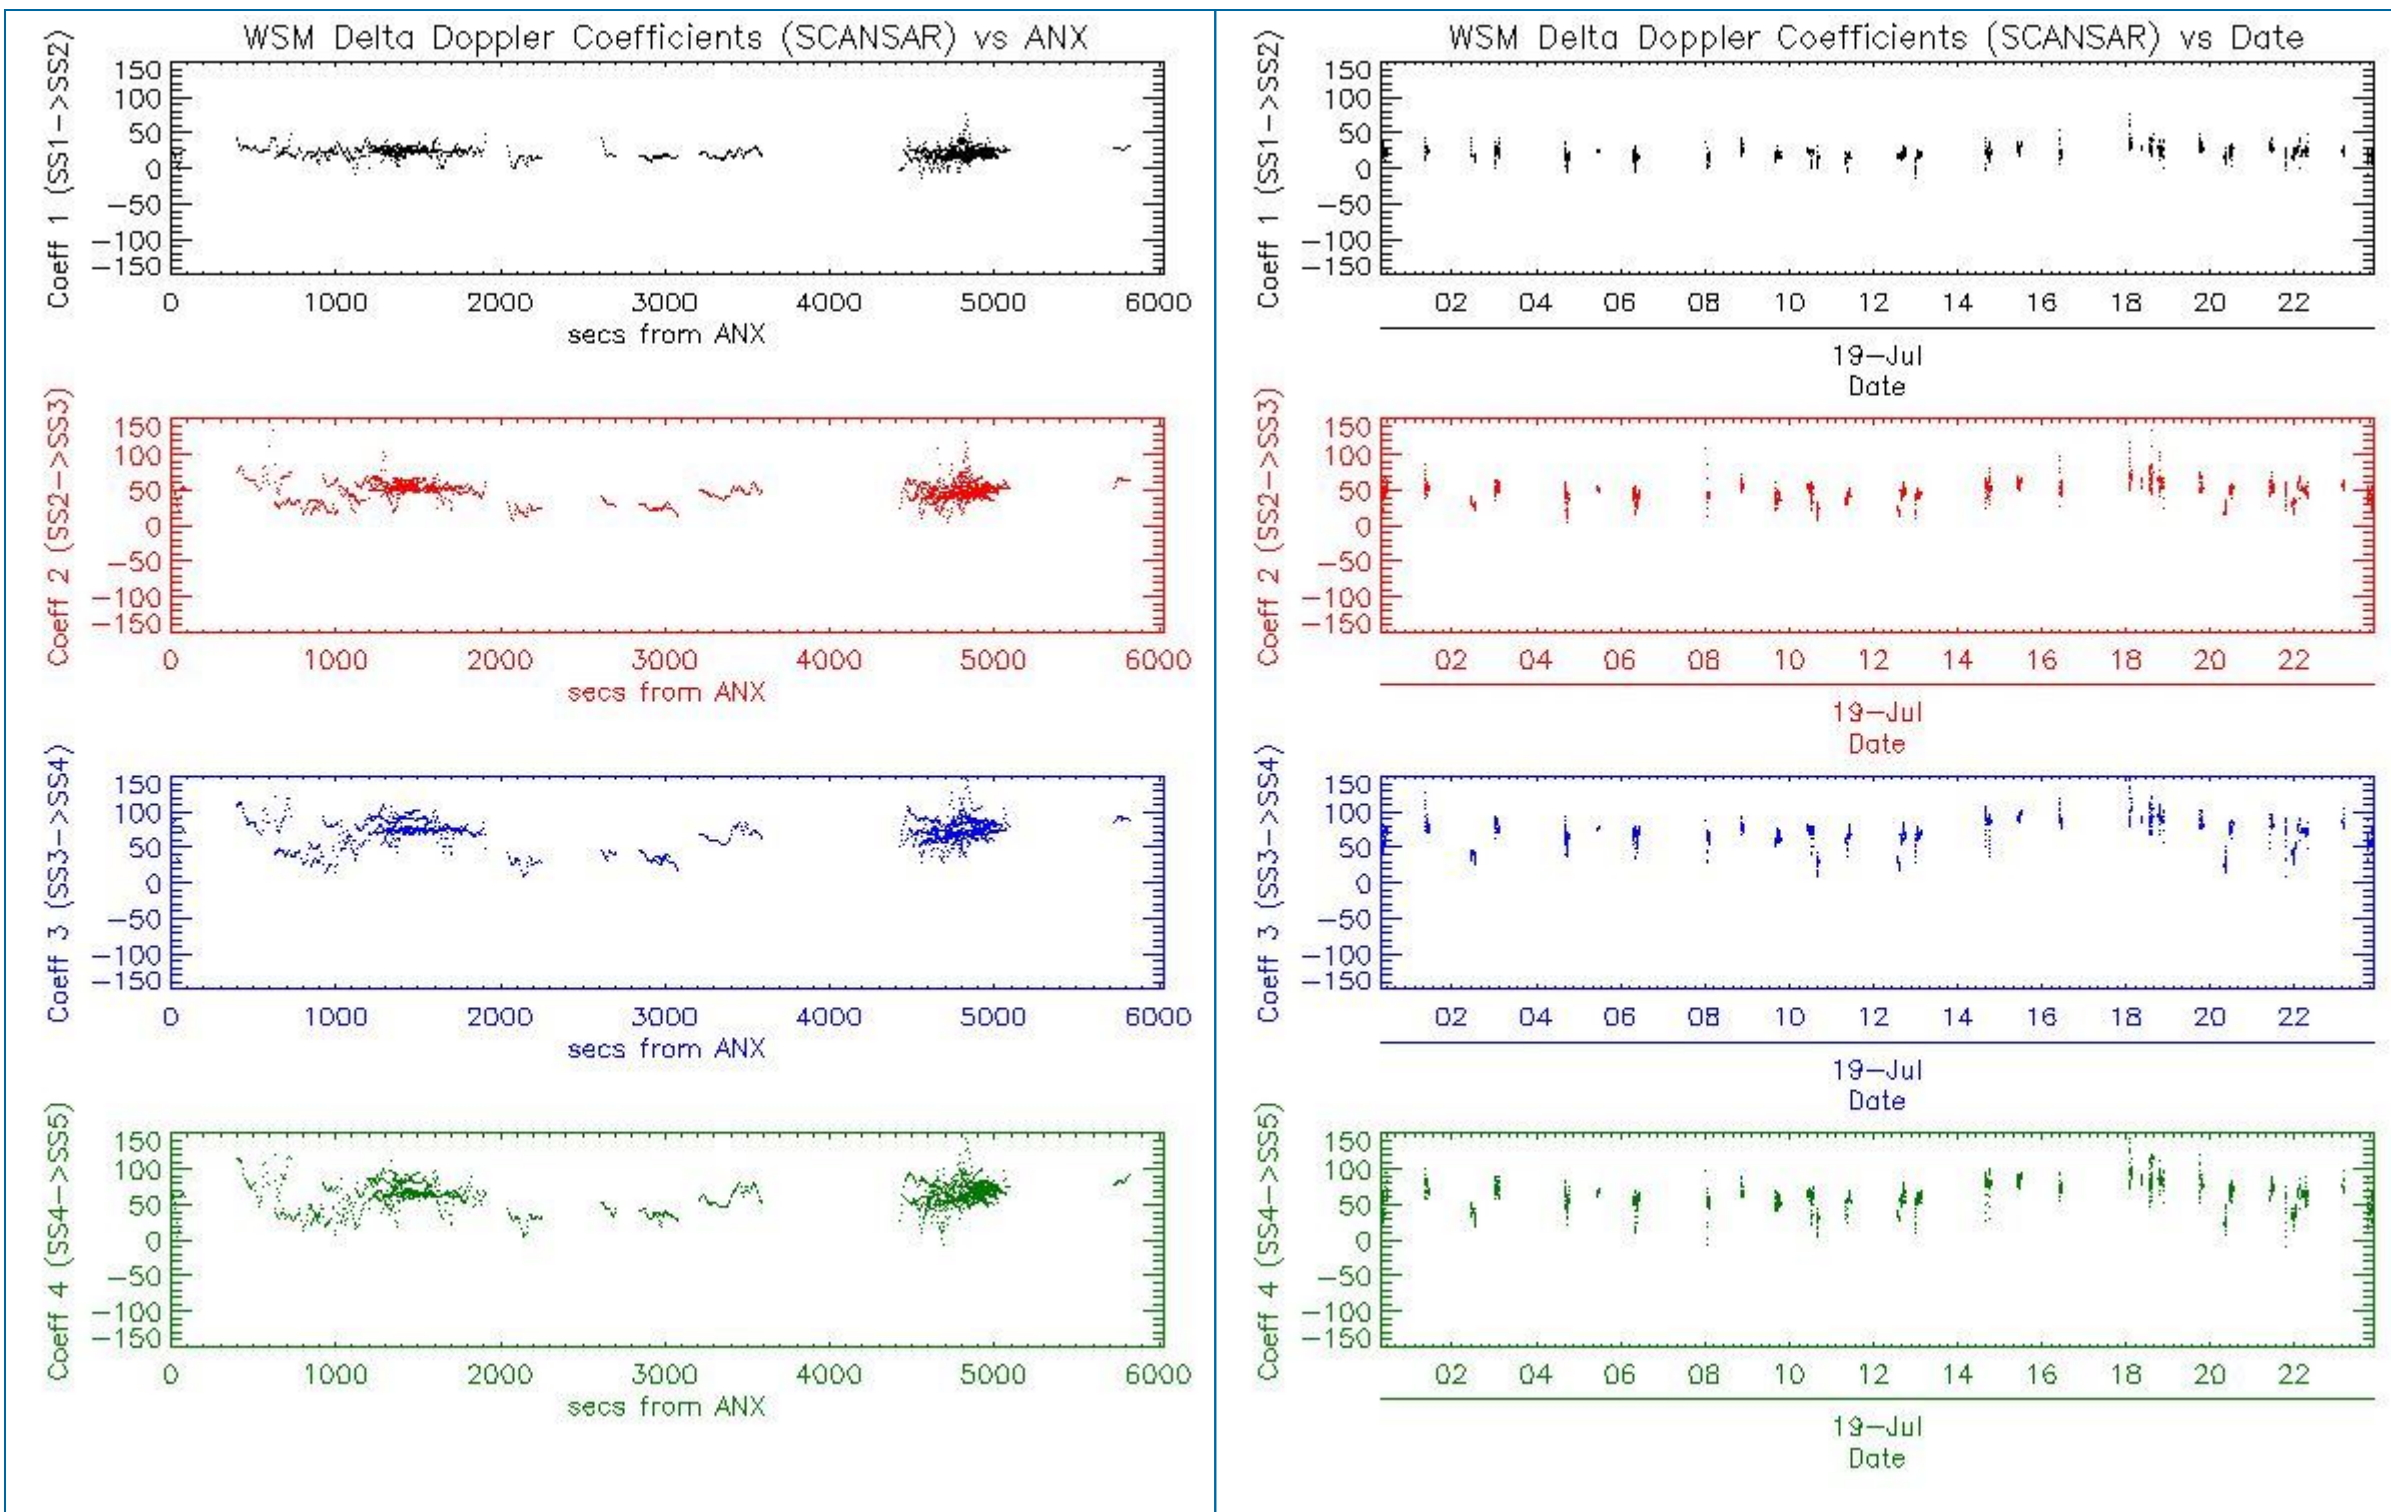 WSM Delta Doppler Coefficients (SCANSAR) vs ANX
Coeff 1 (SS1->SS2)
150
100
50
0
-50
-100
-150
0 1000 2000 3000 4000 5000 6000
secs from ANX
Coeff 2 (SS2->SS3)
150
100
50
0
-50
-100
-150
0 1000 2000 3000 4000 5000 6000
secs from ANX
Coeff 3 (SS3->SS4)
150
100
50
0
-50
-100
-150
0 1000 2000 3000 4000 5000 6000
secs from ANX
Coeff 4 (SS4->SS5)
150
100
50
0
-50
-100
-150
0 1000 2000 3000 4000 5000 6000
secs from ANX
WSM Delta Doppler Coefficients (SCANSAR) vs Date
Coeff 1 (SS1->SS2)
150
100
50
0
-50
-100
-150
02 04 06 08 10 12 14 16 18 20 22
19-Jul
Date
Coeff 2 (SS2->SS3)
150
100
50
0
-50
-100
-150
02 04 06 08 10 12 14 16 18 20 22
19-Jul
Date
Coeff 3 (SS3->SS4)
150
100
50
0
-50
-100
-150
02 04 06 08 10 12 14 16 18 20 22
19-Jul
Date
Coeff 4 (SS4->SS5)
150
100
50
0
-50
-100
-150
02 04 06 08 10 12 14 16 18 20 22
19-Jul
Date